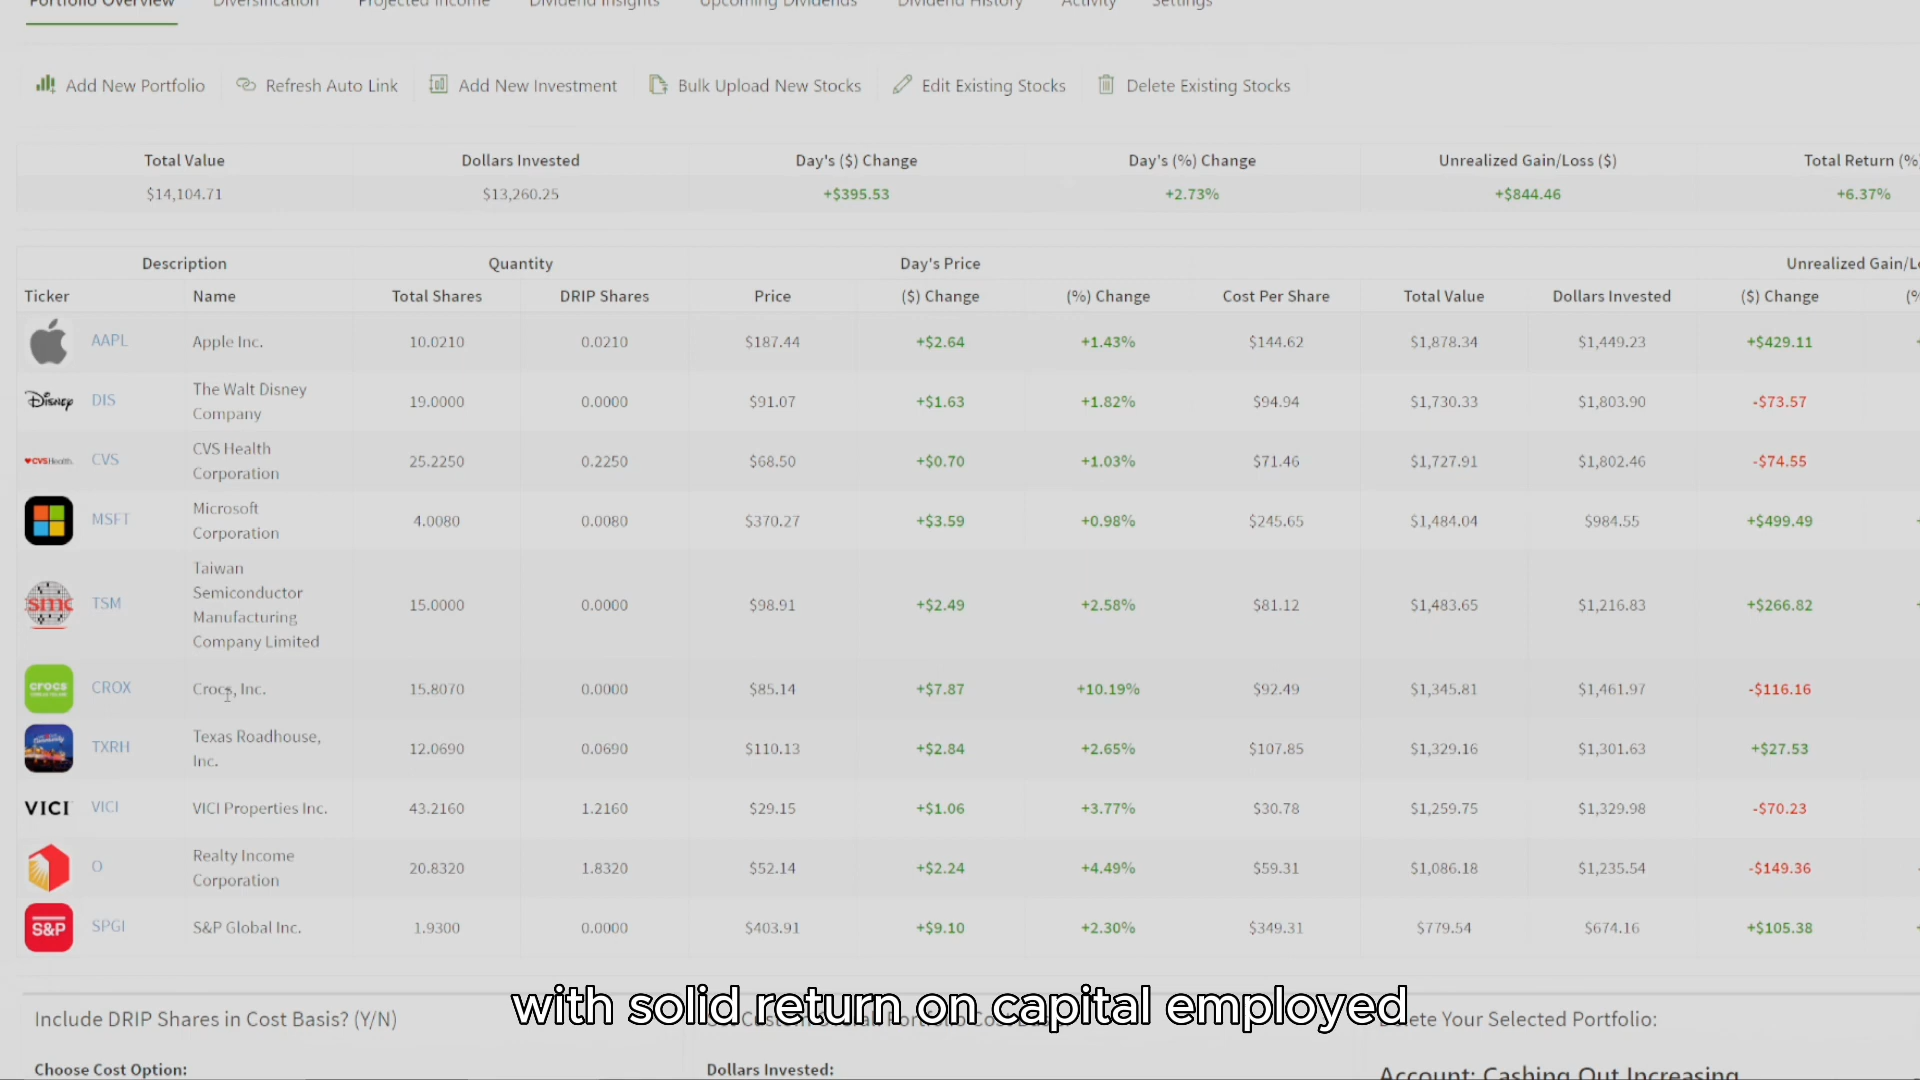 Portfolio Overview Diversification Projected Income Dividend Insights Upcoming Dividends Dividend History Activity Settings
Add New Portfolio Refresh Auto Link Add New Investment Bulk Upload New Stocks Edit Existing Stocks Delete Existing Stocks
Total Value Dollars Invested Day's ($) Change Day's (%) Change Unrealized Gain/Loss ($) Total Return (%)
$14,104.71 $13,260.25 +$395.53 +2.73% +$844.46 +6.37%
Description Quantity Day's Price Unrealized Gain/Lo
Ticker Name Total Shares DRIP Shares Price ($) Change (%) Change Cost Per Share Total Value Dollars Invested ($) Change (%
AAPL Apple Inc. 10.0210 0.0210 $187.44 +$2.64 +1.43% $144.62 $1,878.34 $1,449.23 +$429.11
Disney DIS The Walt Disney
Company 19.0000 0.0000 $91.07 +$1.63 +1.82% $94.94 $1,730.33 $1,803.90 -$73.57
CVSHealth. CVS CVS Health
Corporation 25.2250 0.2250 $68.50 +$0.70 +1.03% $71.46 $1,727.91 $1,802.46 -$74.55
MSFT Microsoft
Corporation 4.0080 0.0080 $370.27 +$3.59 +0.98% $245.65 $1,484.04 $984.55 +$499.49
smc TSM Taiwan
Semiconductor
Manufacturing
Company Limited 15.0000 0.0000 $98.91 +$2.49 +2.58% $81.12 $1,483.65 $1,216.83 +$266.82
crocs CROX Crocs, Inc. 15.8070 0.0000 $85.14 +$7.87 +10.19% $92.49 $1,345.81 $1,461.97 -$116.16
TXRH Texas Roadhouse,
Inc. 12.0690 0.0690 $110.13 +$2.84 +2.65% $107.85 $1,329.16 $1,301.63 +$27.53
VICI VICI VICI Properties Inc. 43.2160 1.2160 $29.15 +$1.06 +3.77% $30.78 $1,259.75 $1,329.98 -$70.23
O Realty Income
Corporation 20.8320 1.8320 $52.14 +$2.24 +4.49% $59.31 $1,086.18 $1,235.54 -$149.36
S&P SPGI S&P Global Inc. 1.9300 0.0000 $403.91 +$9.10 +2.30% $349.31 $779.54 $674.16 +$105.38
with solid return on capital employed
Include DRIP Shares in Cost Basis? (Y/N) Custom Overall Portfolio Cost Delete Your Selected Portfolio:
Choose Cost Option: Dollars Invested: Account: Cashing Out Increasing